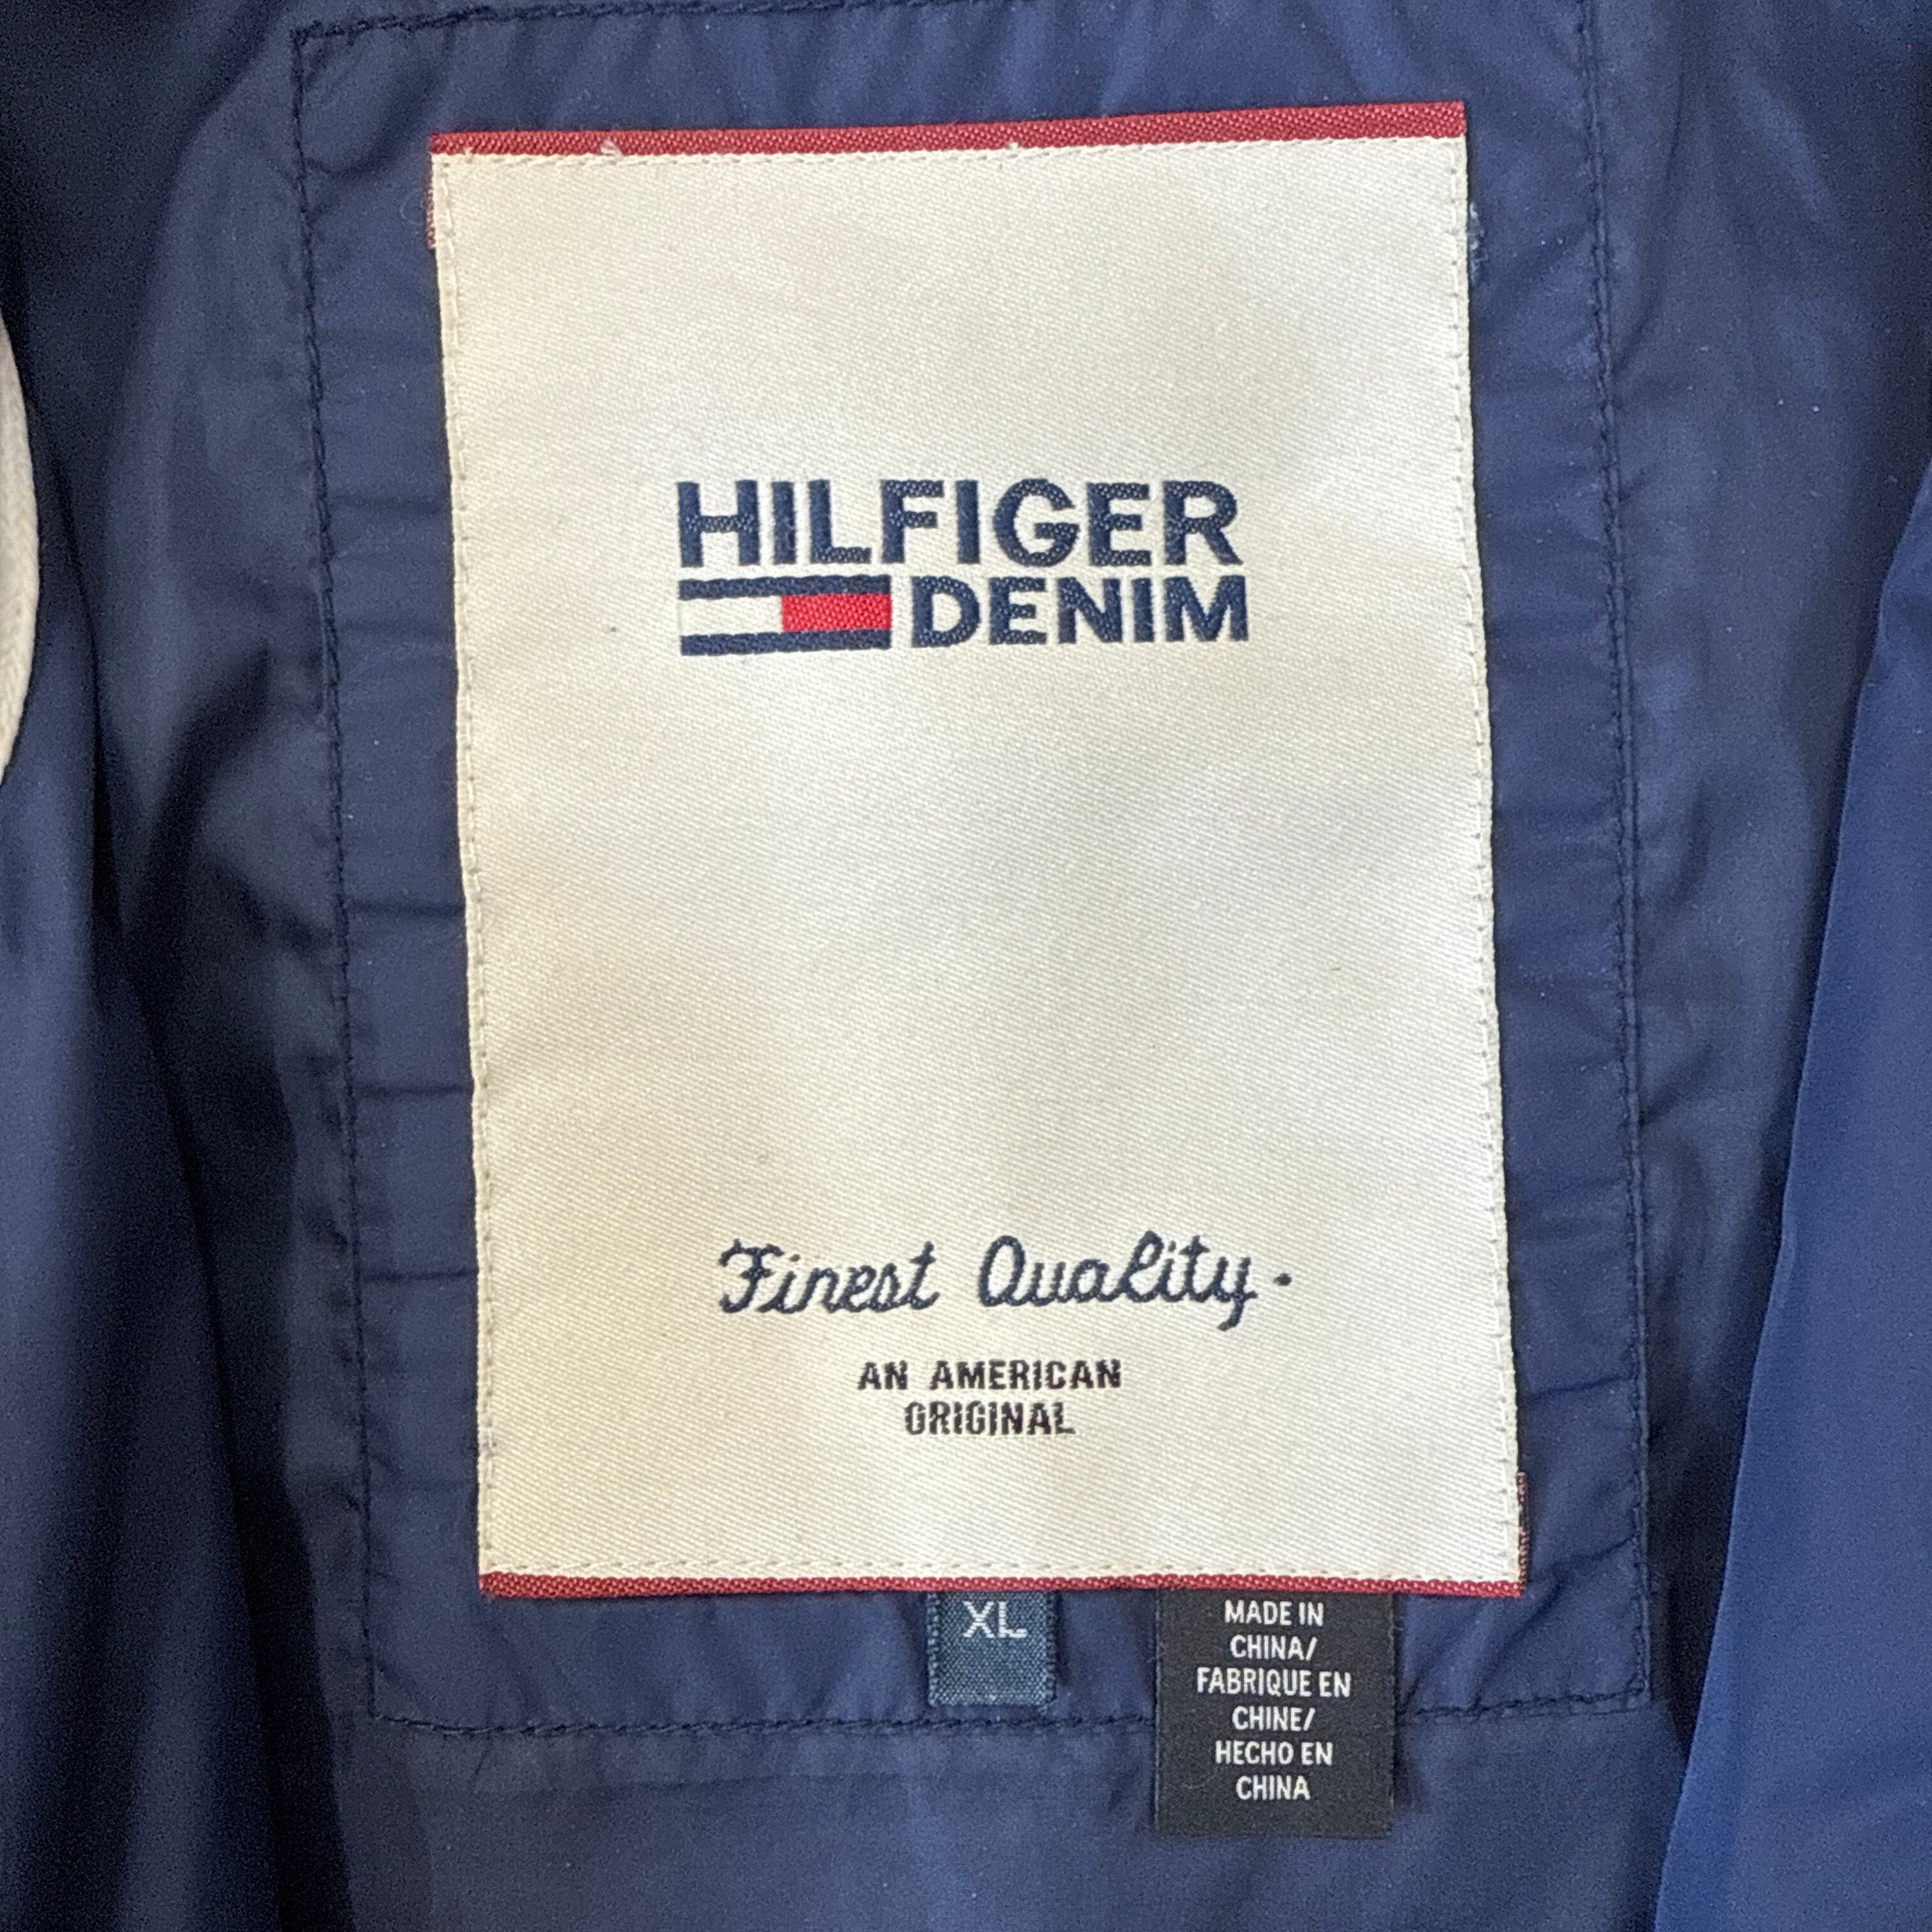 HILFIGER
DENIM
Finest Quality.
AN AMERICAN
ORIGINAL
XL
MADE IN
CHINA/
FABRIQUE EN
CHINE/
HECHO EN
CHINA